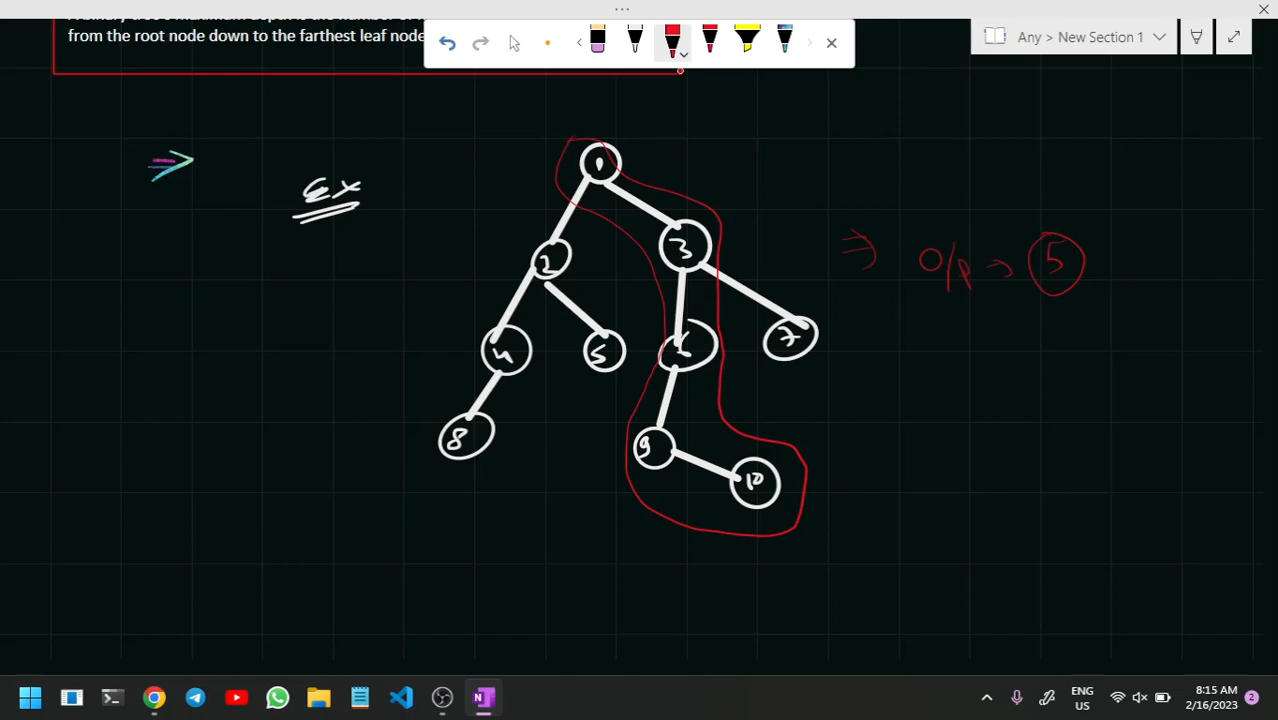 from the root node down to the farthest leaf node
Any > New Section 1
Ex
1
2
3
4
5
7
8
9
10
⇒ O/P → 5
ENG
US
8:15 AM
2/16/2023
2